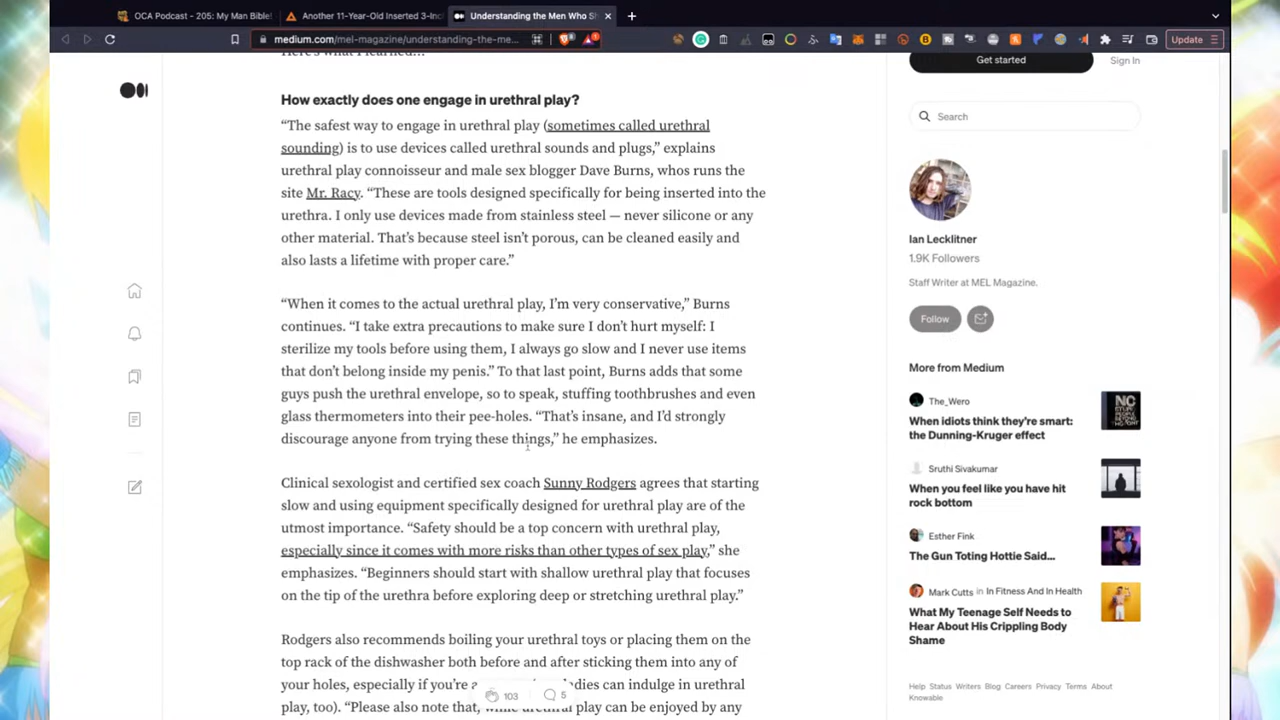 OCA Podcast - 205: My Man Bible!
Another 11-Year-Old Inserted 3-Inc
Understanding the Men Who Sh
medium.com/mel-magazine/understanding-the-me...
Update
Here's what I learned...
Get started
Sign In
How exactly does one engage in urethral play?
“The safest way to engage in urethral play (sometimes called urethral
sounding) is to use devices called urethral sounds and plugs,” explains
urethral play connoisseur and male sex blogger Dave Burns, whos runs the
site Mr. Racy. “These are tools designed specifically for being inserted into the
urethra. I only use devices made from stainless steel — never silicone or any
other material. That’s because steel isn’t porous, can be cleaned easily and
also lasts a lifetime with proper care.”
“When it comes to the actual urethral play, I’m very conservative,” Burns
continues. “I take extra precautions to make sure I don’t hurt myself: I
sterilize my tools before using them, I always go slow and I never use items
that don’t belong inside my penis.” To that last point, Burns adds that some
guys push the urethral envelope, so to speak, stuffing toothbrushes and even
glass thermometers into their pee-holes. “That’s insane, and I’d strongly
discourage anyone from trying these things,” he emphasizes.
Clinical sexologist and certified sex coach Sunny Rodgers agrees that starting
slow and using equipment specifically designed for urethral play are of the
utmost importance. “Safety should be a top concern with urethral play,
especially since it comes with more risks than other types of sex play,” she
emphasizes. “Beginners should start with shallow urethral play that focuses
on the tip of the urethra before exploring deep or stretching urethral play.”
Rodgers also recommends boiling your urethral toys or placing them on the
top rack of the dishwasher both before and after sticking them into any of
your holes, especially if you’re a dies can indulge in urethral
play, too). “Please also note that, while urethral play can be enjoyed by any
103
5
Search
Ian Lecklitner
1.9K Followers
Staff Writer at MEL Magazine.
Follow
More from Medium
The_Wero
When idiots think they’re smart:
the Dunning-Kruger effect
NC
Sruthi Sivakumar
When you feel like you have hit
rock bottom
Esther Fink
The Gun Toting Hottie Said...
Mark Cutts in In Fitness And In Health
What My Teenage Self Needs to
Hear About His Crippling Body
Shame
Help Status Writers Blog Careers Privacy Terms About
Knowable